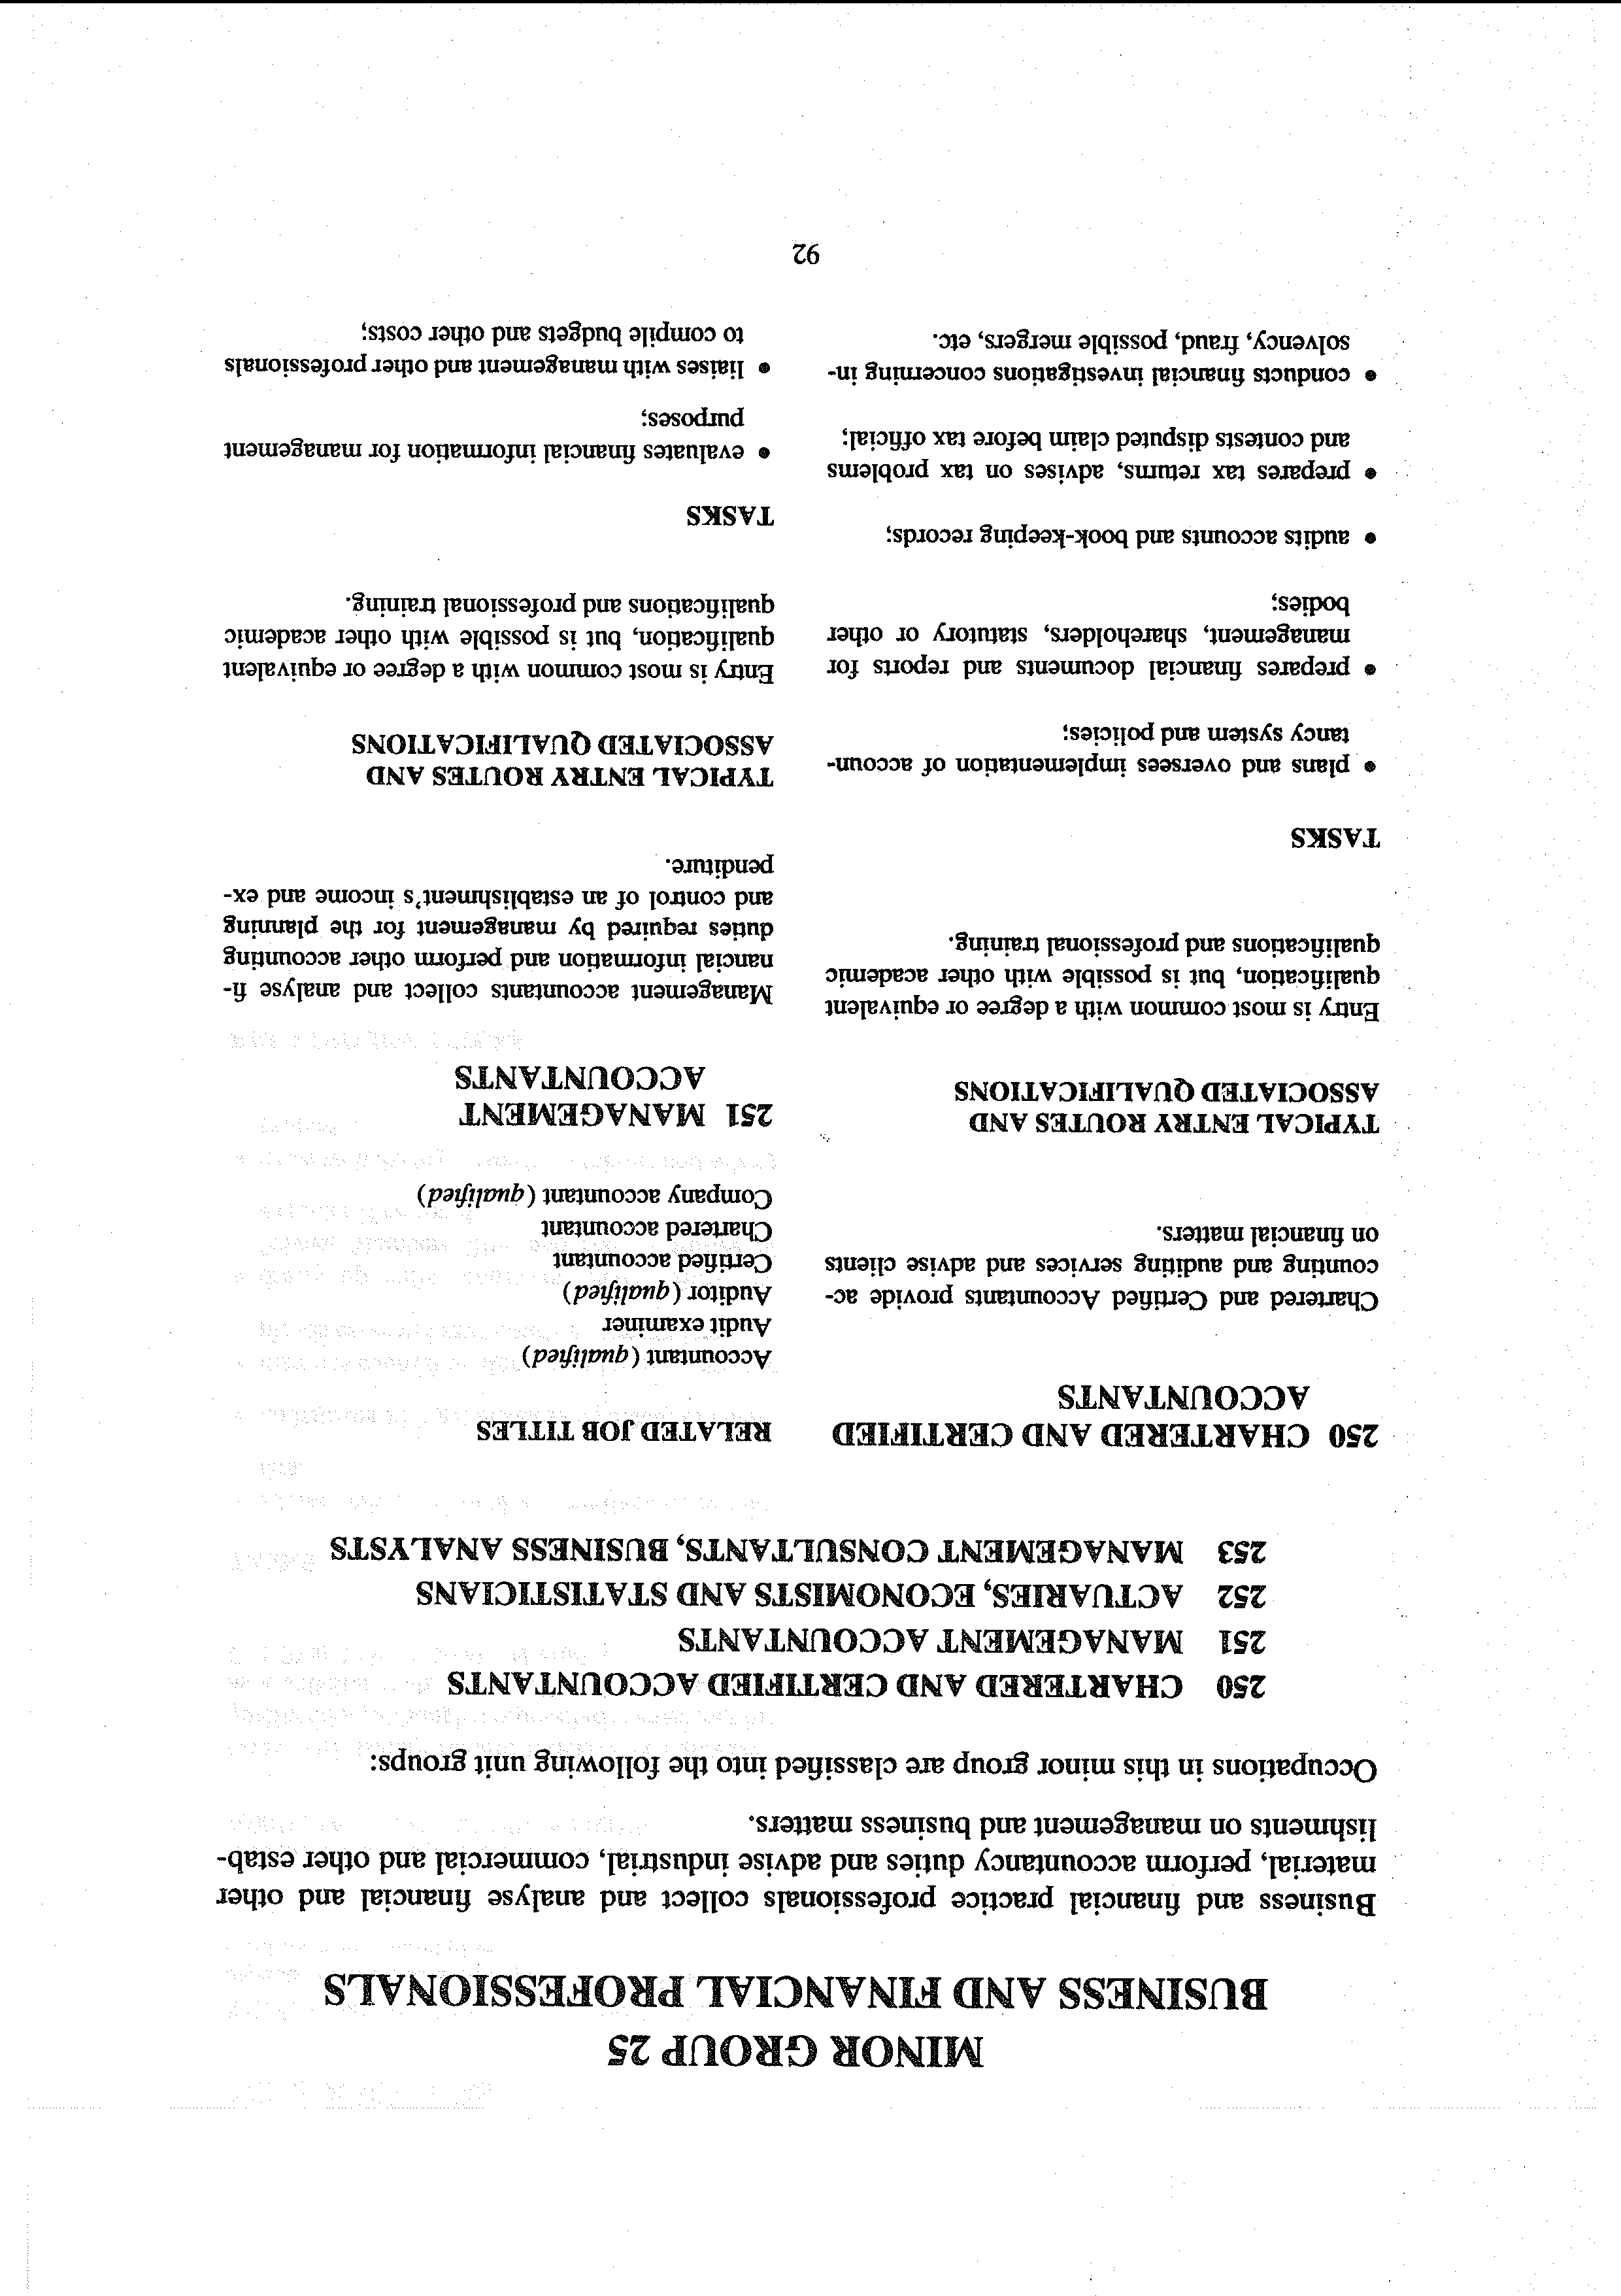 MINOR GROUP 25
BUSINESS AND FINANCIAL PROFESSIONALS
Business and financial practice professionals collect and analyse financial and other
material, perform accountancy duties and advise industrial, commercial and other estab-
lishments on management and business matters.
Occupations in this minor group are classified into the following unit groups:
250 CHARTERED AND CERTIFIED ACCOUNTANTS
251 MANAGEMENT ACCOUNTANTS
252 ACTUARIES, ECONOMISTS AND STATISTICIANS
253 MANAGEMENT CONSULTANTS, BUSINESS ANALYSTS
250 CHARTERED AND CERTIFIED
ACCOUNTANTS
Chartered and Certified Accountants provide ac-
counting and auditing services and advise clients
on financial matters.
TYPICAL ENTRY ROUTES AND
ASSOCIATED QUALIFICATIONS
Entry is most common with a degree or equivalent
qualification, but is possible with other academic
qualifications and professional training.
TASKS
• plans and oversees implementation of accoun-
tancy system and policies;
• prepares financial documents and reports for
management, shareholders, statutory or other
bodies;
• audits accounts and book-keeping records;
• prepares tax returns, advises on tax problems
and contests disputed claim before tax official;
• conducts financial investigations concerning in-
solvency, fraud, possible mergers, etc.
RELATED JOB TITLES
Accountant (qualified)
Audit examiner
Auditor (qualified)
Certified accountant
Chartered accountant
Company accountant (qualified)
251 MANAGEMENT
ACCOUNTANTS
Management accountants collect and analyse fi-
nancial information and perform other accounting
duties required by management for the planning
and control of an establishment's income and ex-
penditure.
TYPICAL ENTRY ROUTES AND
ASSOCIATED QUALIFICATIONS
Entry is most common with a degree or equivalent
qualification, but is possible with other academic
qualifications and professional training.
TASKS
• evaluates financial information for management
purposes;
• liaises with management and other professionals
to compile budgets and other costs;
92